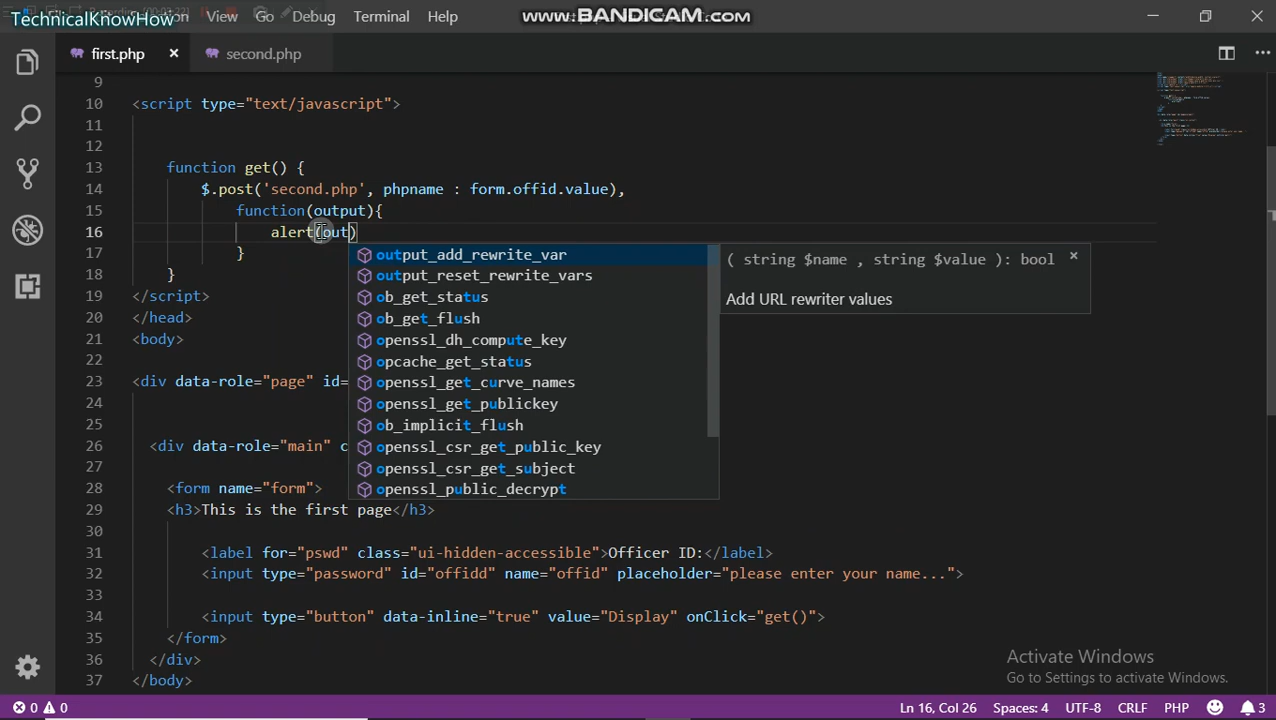 TechnicalKnowHow
View Go Debug Terminal Help
www.BANDICAM.com
first.php × second.php
9
10 <script type="text/javascript">
11
12
13 function get() {
14 $.post('second.php', phpname : form.offid.value),
15 function(output){
16 alert(out)
17 }
18 }
19 </script>
20 </head>
21 <body>
22
23 <div data-role="page" id=
24
25
26 <div data-role="main" c
27
28 <form name="form">
29 <h3>This is the first page</h3>
30
31 <label for="pswd" class="ui-hidden-accessible">Officer ID:</label>
32 <input type="password" id="offidd" name="offid" placeholder="please enter your name...">
33
34 <input type="button" data-inline="true" value="Display" onClick="get()">
35 </form>
36 </div>
37 </body>
output_add_rewrite_var
output_reset_rewrite_vars
ob_get_status
ob_get_flush
openssl_dh_compute_key
opcache_get_status
openssl_get_curve_names
openssl_get_publickey
ob_implicit_flush
openssl_csr_get_public_key
openssl_csr_get_subject
openssl_public_decrypt
( string $name , string $value ): bool ×
Add URL rewriter values
Activate Windows
Go to Settings to activate Windows.
0 0 Ln 16, Col 26 Spaces: 4 UTF-8 CRLF PHP 3